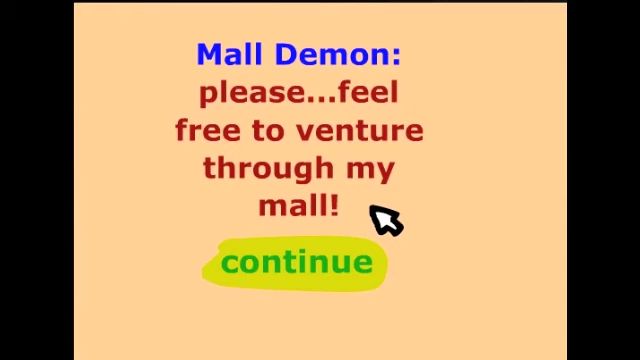 Mall Demon:
please...feel
free to venture
through my
mall!
continue